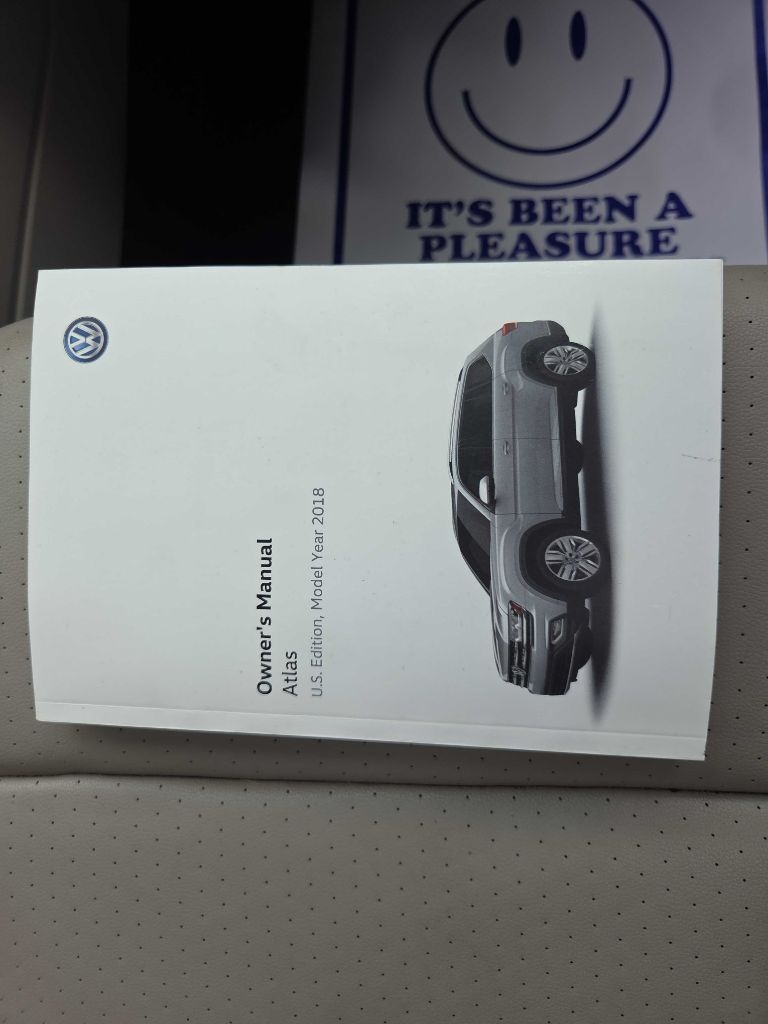 IT'S BEEN A
PLEASURE
Owner's Manual
Atlas
U.S. Edition, Model Year 2018